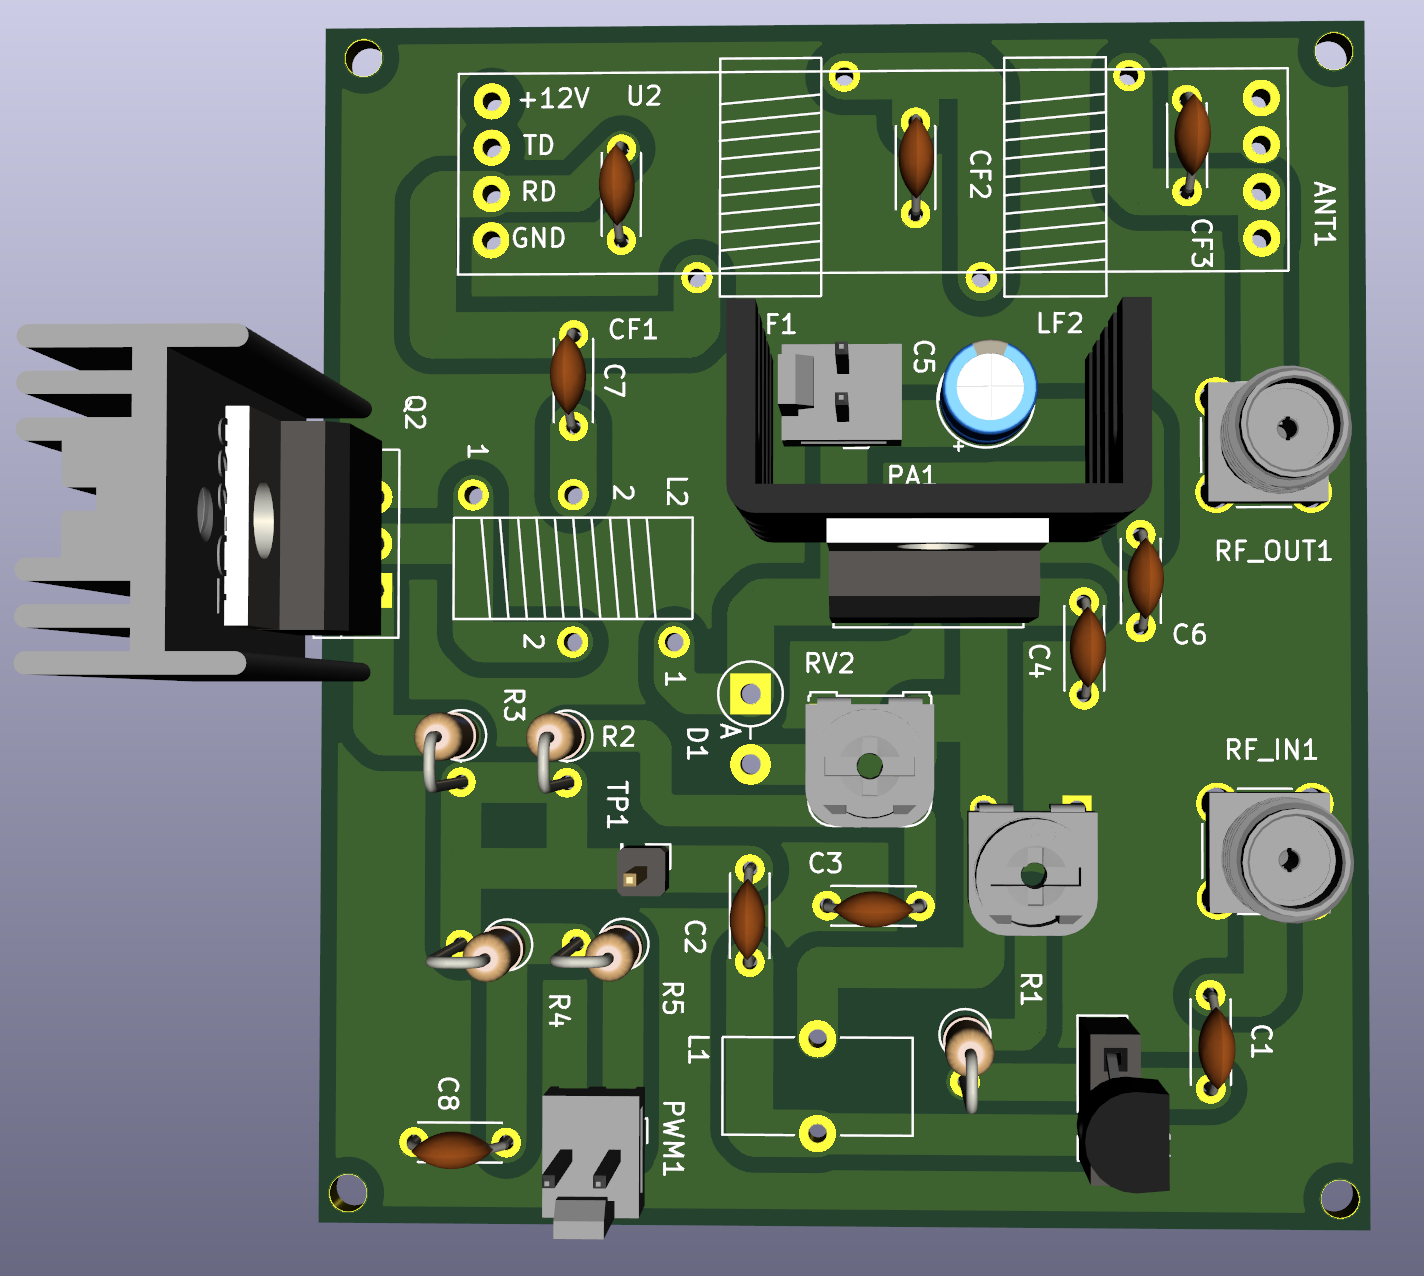 +12V
U2
TD
RD
GND
CF2
ANT1
CF3
CF1
F1
LF2
C5
C7
Q2
1
2
L2
+
PA1
RF_OUT1
C6
C4
2
1
RV2
R3
R2
D1
A
TP1
RF_IN1
C3
C2
R1
R4
R5
L1
C1
C8
PWM1